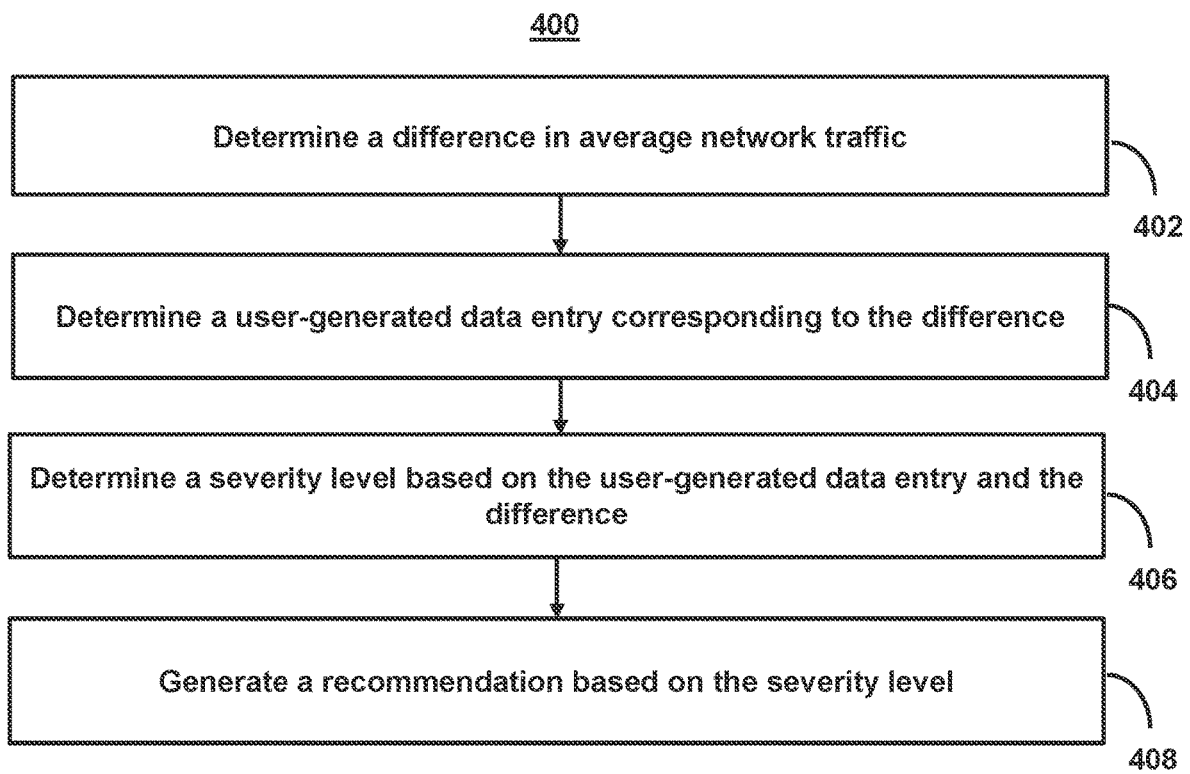 400
Determine a difference in average network traffic
402
Determine a user-generated data entry corresponding to the difference
404
Determine a severity level based on the user-generated data entry and the
difference
406
Generate a recommendation based on the severity level
408